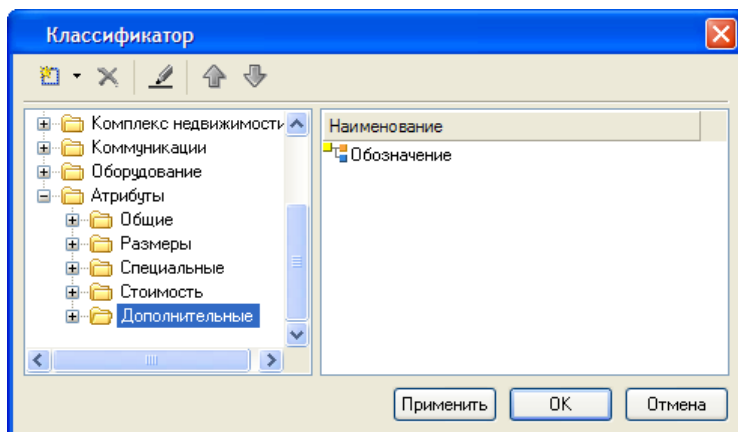 Классификатор
Комплекс недвижимости
Коммуникации
Оборудование
Атрибуты
Общие
Размеры
Специальные
Стоимость
Дополнительные
Наименование
Обозначение
Применить
OK
Отмена